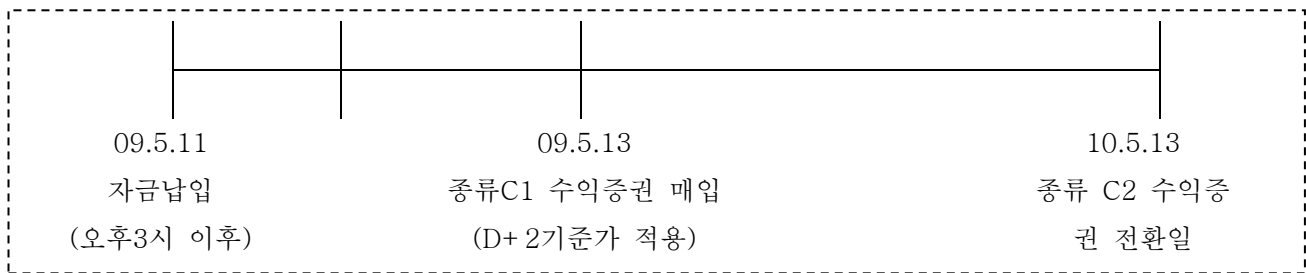 09.5.11 09.5.13 10.5.13
자금납입 종류C1 수익증권 매입 종류 C2 수익증
(오후3시 이후) (D+2기준가 적용) 권 전환일